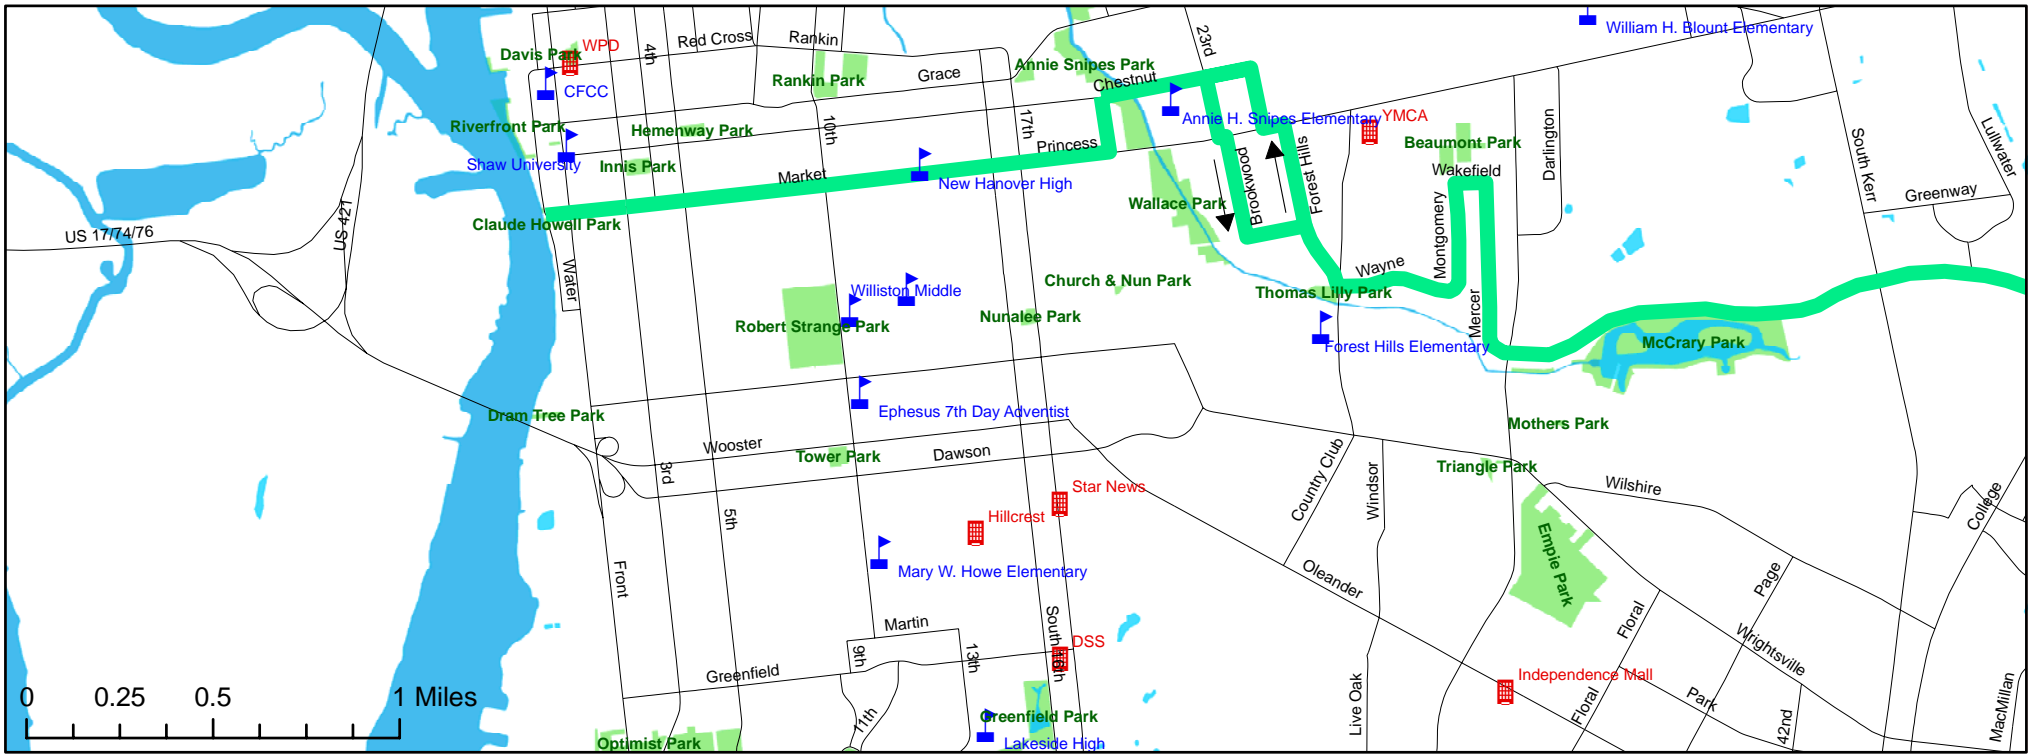 William H. Blount Elementary
Davis Park
WPD
4th
Red Cross
Rankin
23rd
CFCC
Rankin Park
Grace
Annie Snipes Park
Chestnut
Riverfront Park
Hemenway Park
10th
17th
Annie H. Snipes Elementary
YMCA
Beaumont Park
Darlington
South Kerr
Lullwater
Shaw University
Innis Park
Market
New Hanover High
Princess
Brookwood
Forest Hills
Wakefield
Greenway
Claude Howell Park
Wallace Park
US 17/74/76
US 421
Montgomery
Water
Williston Middle
Church & Nun Park
Wayne
Thomas Lilly Park
Robert Strange Park
Nunalee Park
Mercer
Forest Hills Elementary
McCrary Park
Dram Tree Park
Ephesus 7th Day Adventist
Mothers Park
Wooster
Tower Park
Dawson
3rd
Country Club
Windsor
Triangle Park
Wilshire
College
Star News
Hillcrest
5th
Empie Park
Mary W. Howe Elementary
Front
Oleander
Page
Martin
Floral
Wrightsville
9th
13th
South 16th
DSS
Greenfield
Independence Mall
0 0.25 0.5 1 Miles
11th
Greenfield Park
Live Oak
Floral
Park
42nd
MacMillan
Optimist Park
Lakeside High